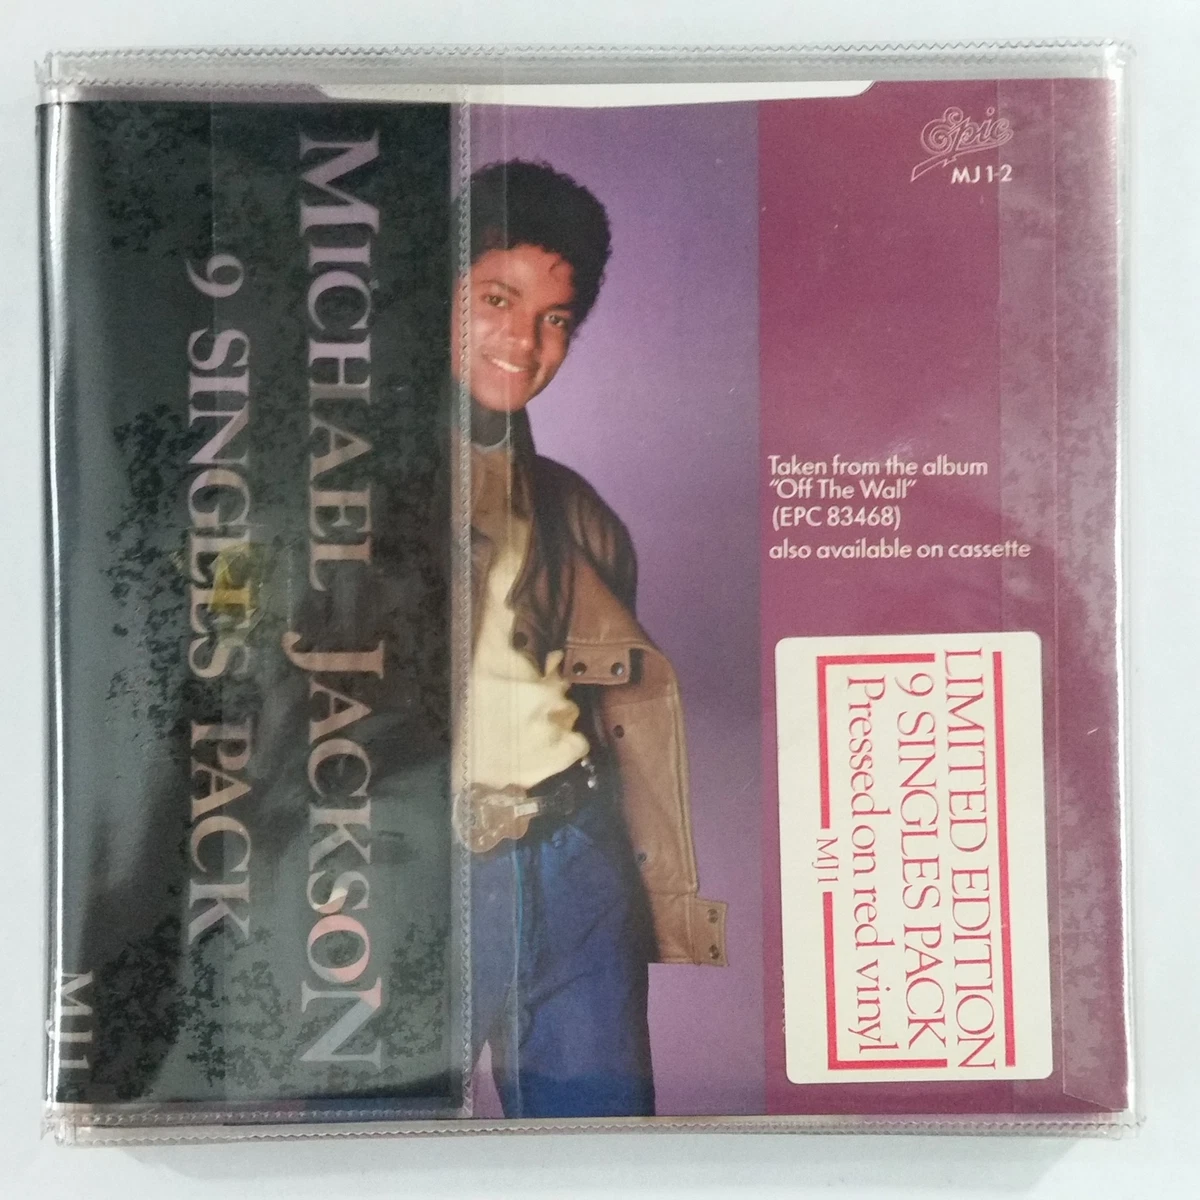 MICHAEL JACKSON
9 SINGLES PACK
MJ1
Epic
MJ 1-2
Taken from the album
"Off The Wall"
(EPC 83468)
also available on cassette
LIMITED EDITION
9 SINGLES PACK
Pressed on red vinyl
MJ1